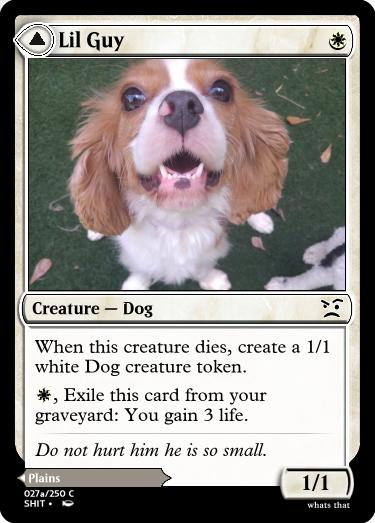 Lil Guy
Creature — Dog
When this creature dies, create a 1/1
white Dog creature token.
, Exile this card from your
graveyard: You gain 3 life.
Do not hurt him he is so small.
Plains
1/1
027a/250 C
SHIT •
whats that